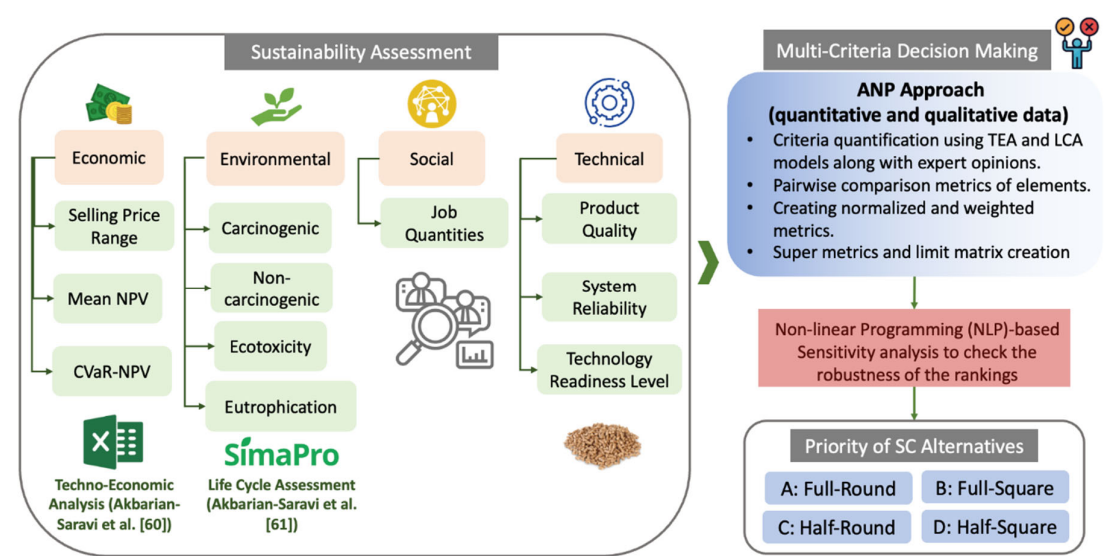 Sustainability Assessment
Economic
Selling Price
Range
Mean NPV
CVaR-NPV
Techno-Economic
Analysis (Akbarian-
Saravi et al. [60])
Environmental
Carcinogenic
Non-
carcinogenic
Ecotoxicity
Eutrophication
SimaPro
Life Cycle Assessment
(Akbarian-Saravi et al.
[61])
Social
Job
Quantities
Technical
Product
Quality
System
Reliability
Technology
Readiness Level
Multi-Criteria Decision Making
ANP Approach
(quantitative and qualitative data)
• Criteria quantification using TEA and LCA
models along with expert opinions.
• Pairwise comparison metrics of elements.
• Creating normalized and weighted
metrics.
• Super metrics and limit matrix creation
Non-linear Programming (NLP)-based
Sensitivity analysis to check the
robustness of the rankings
Priority of SC Alternatives
A: Full-Round
B: Full-Square
C: Half-Round
D: Half-Square